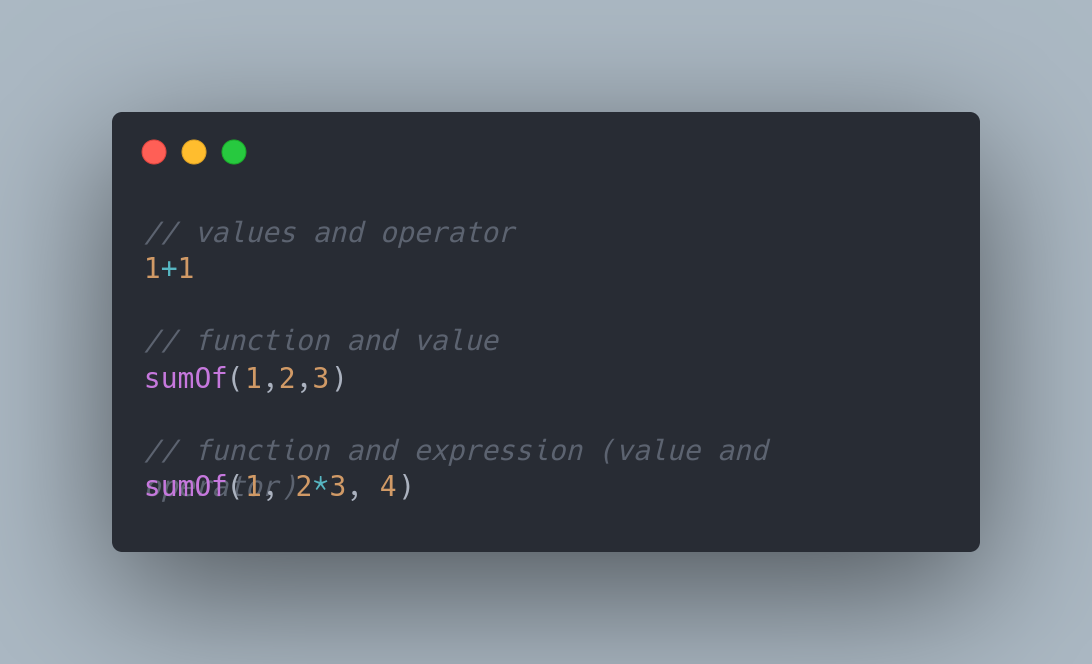 // values and operator
1+1
// function and value
sumOf(1,2,3)
// function and expression (value and
operator)
sumOf(1, 2*3, 4)